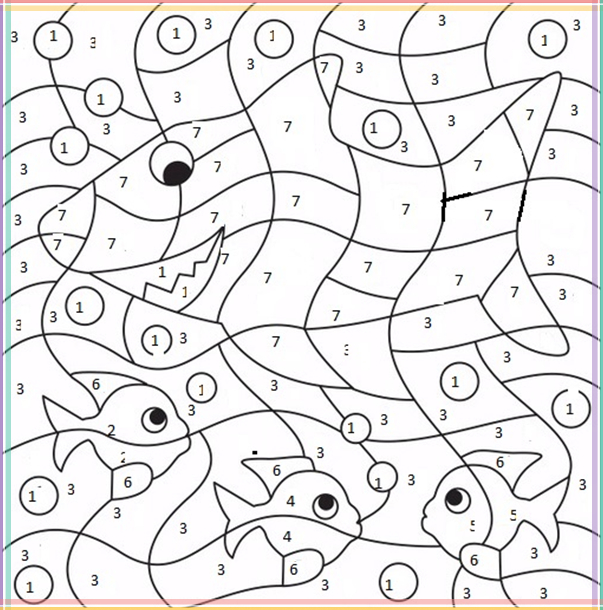 3 1 3 1 3 1 3 3 1 3
3 7 3 3
1 3 3
3 3 7 1 3 7 3
1 3 7
3 7 7 7 3 3
3 7 7 7 7 7
7 7 7
3 1 7 7 7 3
3 1 1 7 7 3
1 3 7 3
3 1 3 7 3 3
3 6 1 3 1
3 2 3 1 3 3 1
2 6 4 3 6
1 3 6 1 3 3
3 3 4 5 5
3 6 3 6 3
1 3 3 1 3 3